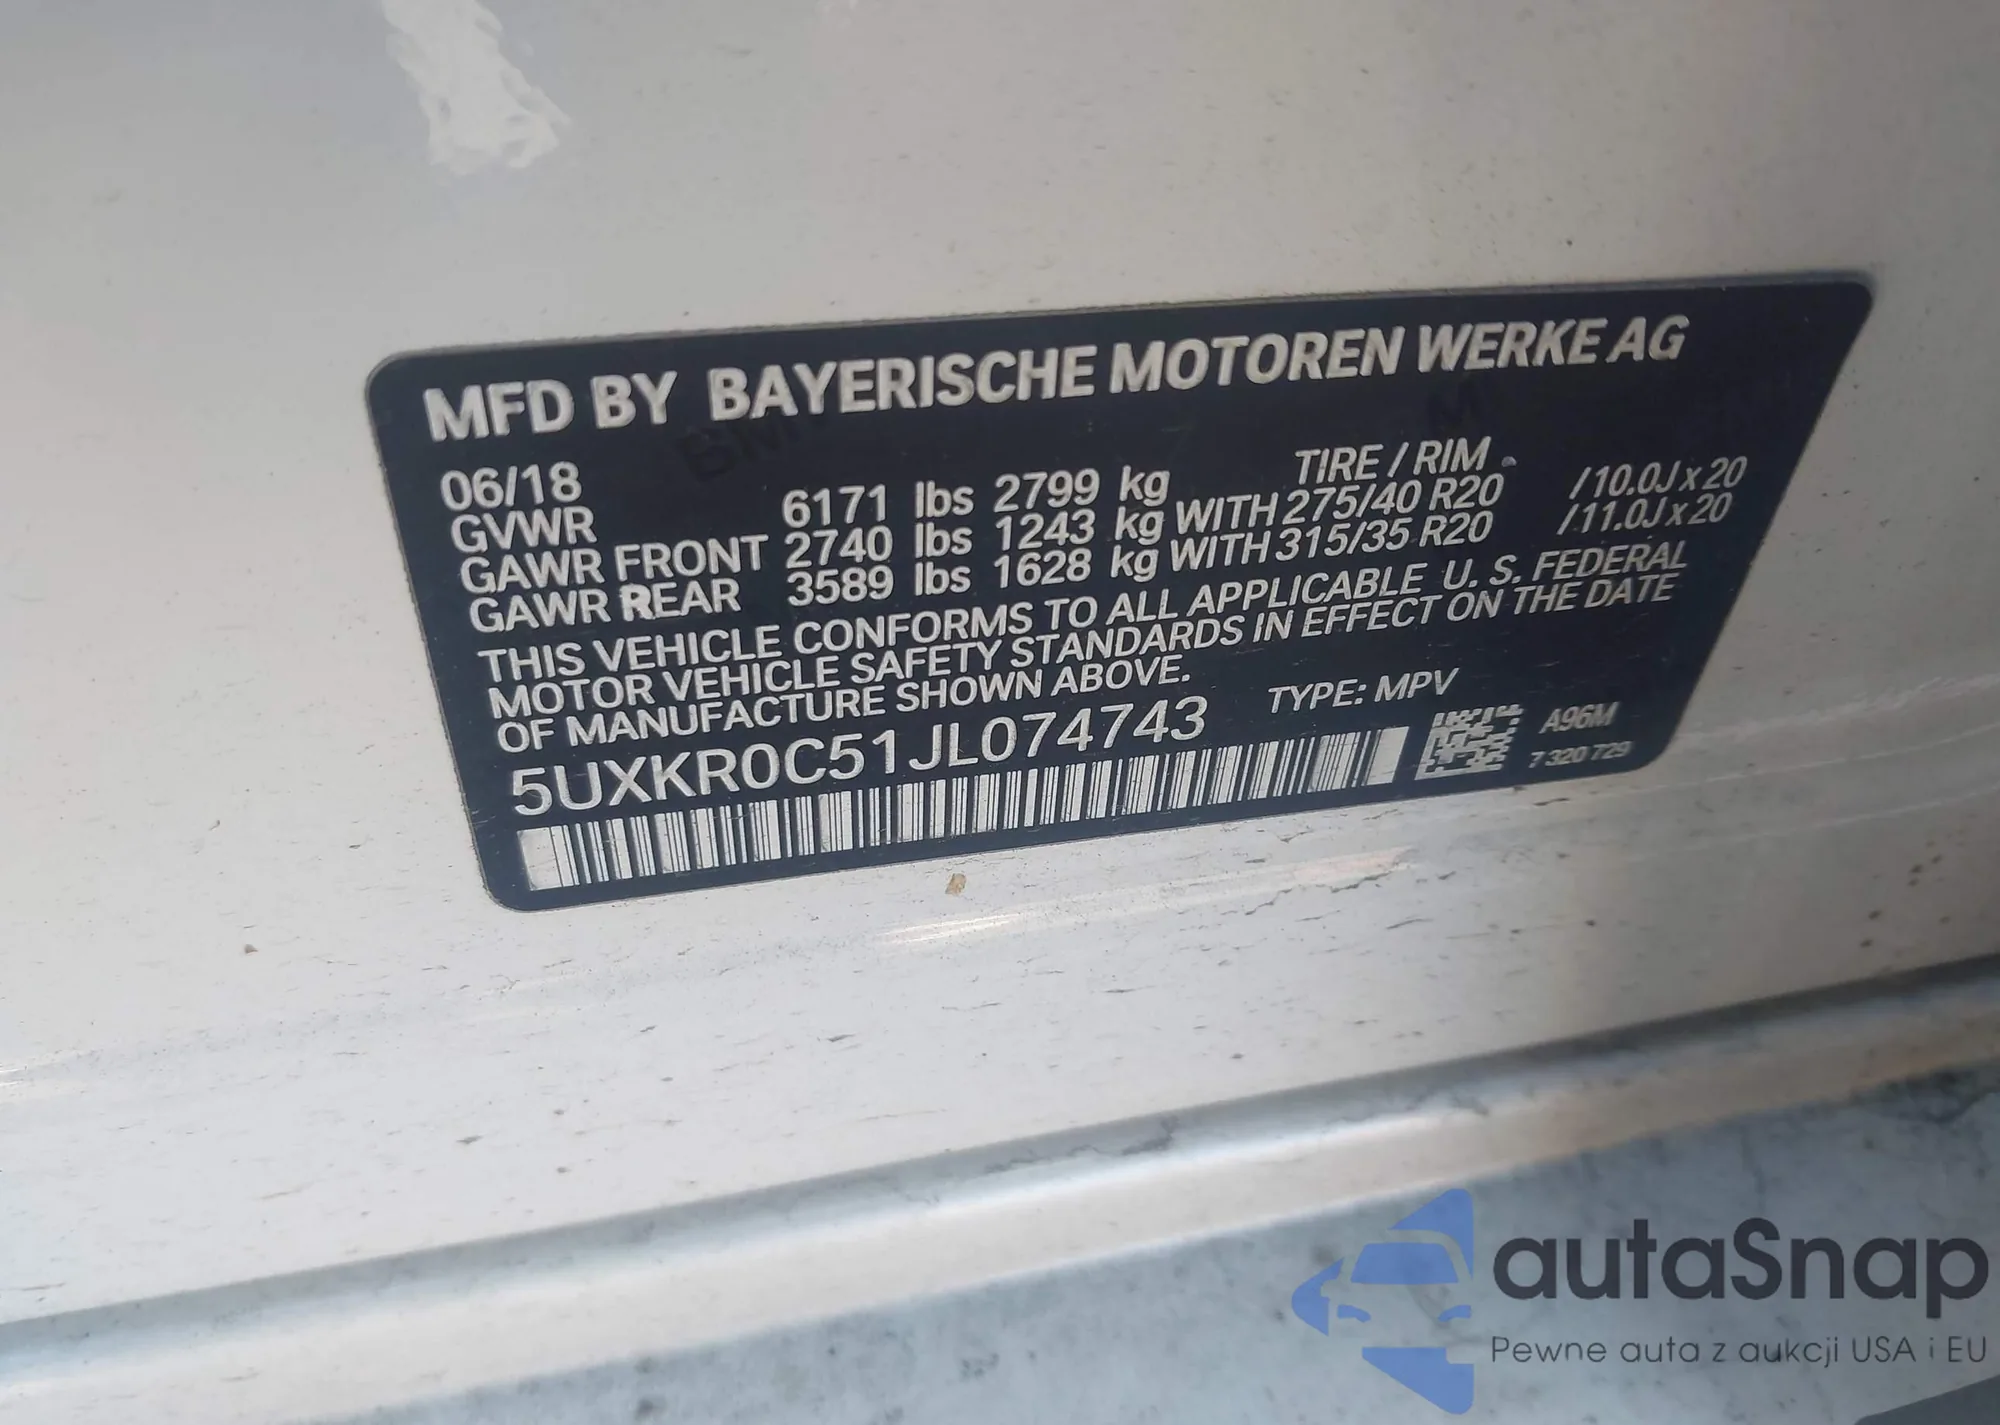 MFD BY BAYERISCHE MOTOREN WERKE AG
06/18 TIRE / RIM
GVWR 6171 lbs 2799 kg
GAWR FRONT 2740 lbs 1243 kg WITH 275/40 R20 /10.0J x 20
GAWR REAR 3589 lbs 1628 kg WITH 315/35 R20 /11.0J x 20
THIS VEHICLE CONFORMS TO ALL APPLICABLE U. S. FEDERAL
MOTOR VEHICLE SAFETY STANDARDS IN EFFECT ON THE DATE
OF MANUFACTURE SHOWN ABOVE.
5UXKR0C51JL074743 TYPE: MPV
A96M
7 320 729
autaSnap
Pewne auta z aukcji USA i EU